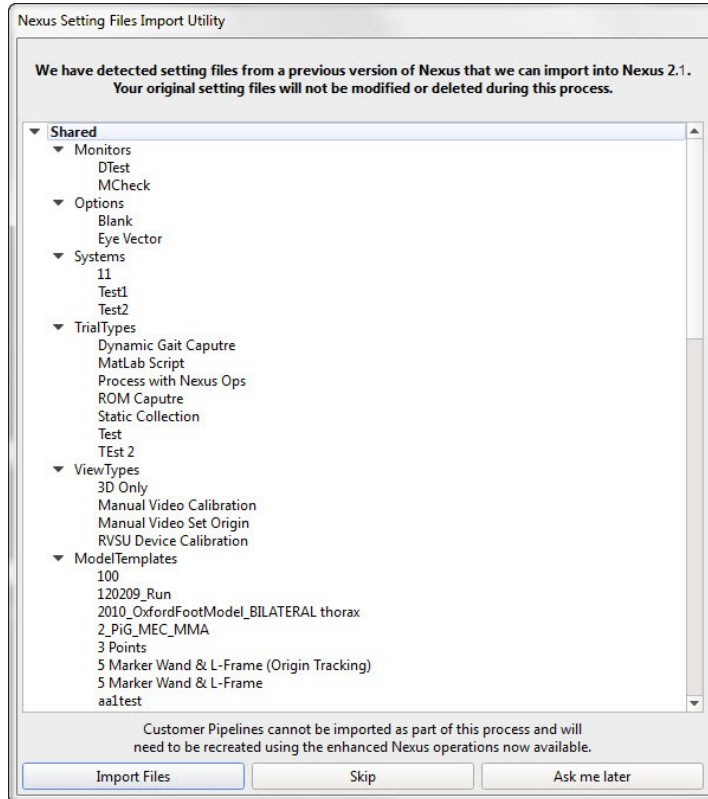 Nexus Setting Files Import Utility
We have detected setting files from a previous version of Nexus that we can import into Nexus 2.1.
Your original setting files will not be modified or deleted during this process.
Shared
Monitors
DTest
MCheck
Options
Blank
Eye Vector
Systems
11
Test1
Test2
TrialTypes
Dynamic Gait Caputre
MatLab Script
Process with Nexus Ops
ROM Caputre
Static Collection
Test
TEst 2
ViewTypes
3D Only
Manual Video Calibration
Manual Video Set Origin
RVSU Device Calibration
ModelTemplates
100
120209_Run
2010_OxfordFootModel_BILATERAL thorax
2_PiG_MEC_MMA
3 Points
5 Marker Wand & L-Frame (Origin Tracking)
5 Marker Wand & L-Frame
aa1test
Customer Pipelines cannot be imported as part of this process and will
need to be recreated using the enhanced Nexus operations now available.
Import Files
Skip
Ask me later